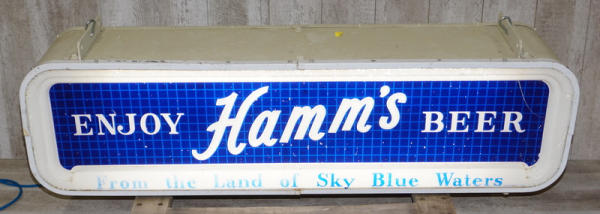 ENJOY Hamm's BEER
From the Land of Sky Blue Waters